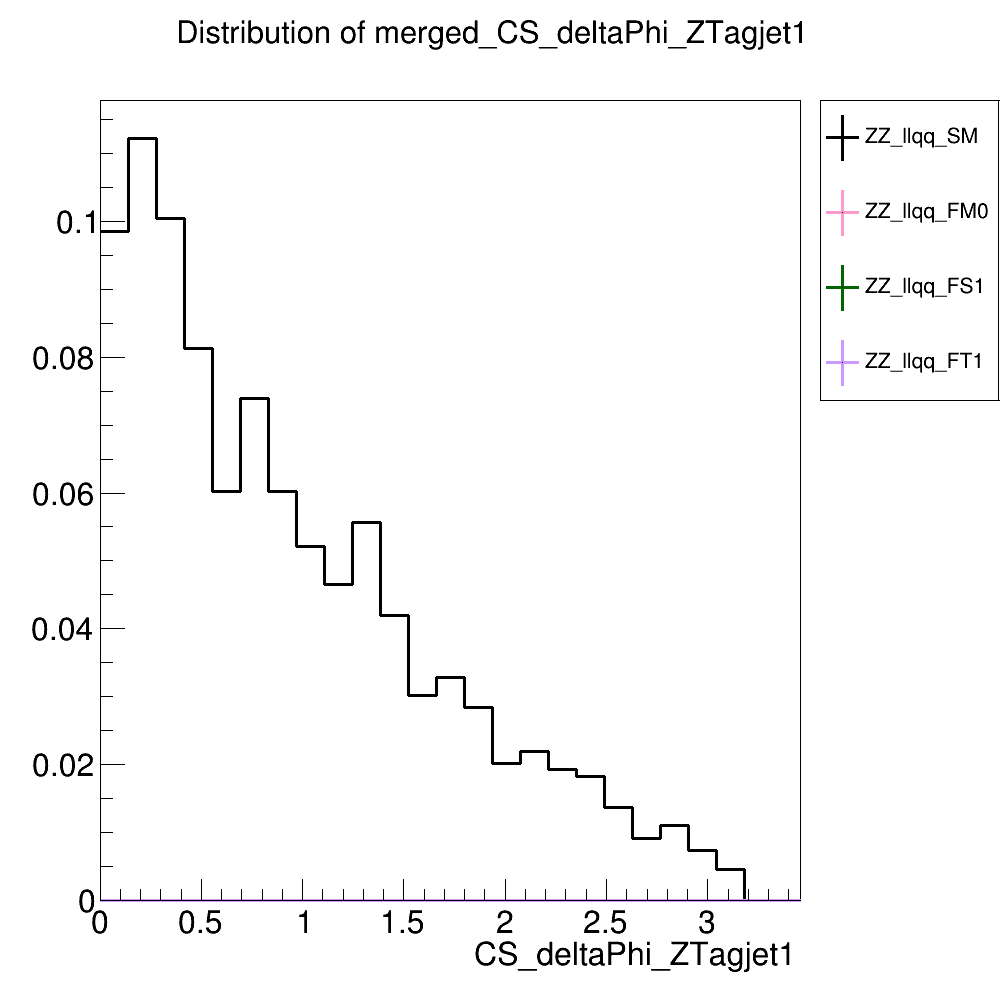 Distribution of merged_CS_deltaPhi_ZTagjet1
ZZ_llqq_SM
ZZ_llqq_FM0
ZZ_llqq_FS1
ZZ_llqq_FT1
0.1
0.08
0.06
0.04
0.02
0
0 0.5 1 1.5 2 2.5 3
CS_deltaPhi_ZTagjet1